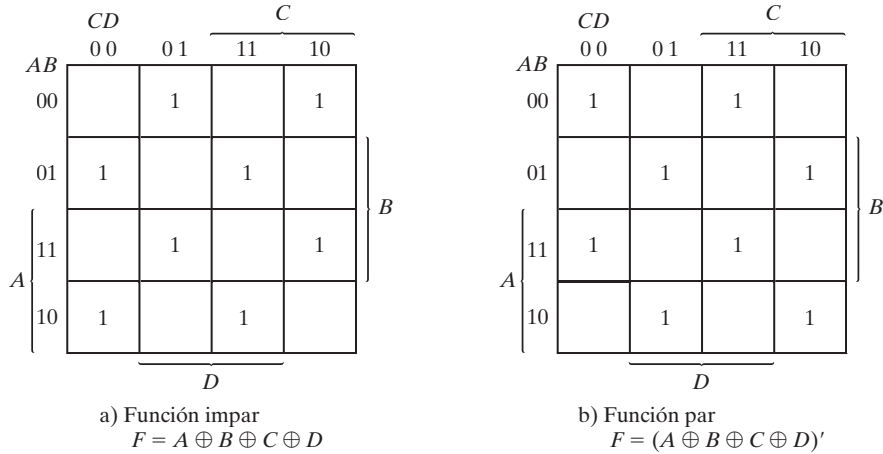 C
CD
0 0 0 1 11 10
AB
00 1 1
01 1 1
B
11 1 1
A
10 1 1
D
a) Función impar
F = A ⊕ B ⊕ C ⊕ D
C
CD
0 0 0 1 11 10
AB
00 1 1
01 1 1
B
11 1 1
A
10 1 1
D
b) Función par
F = (A ⊕ B ⊕ C ⊕ D)′